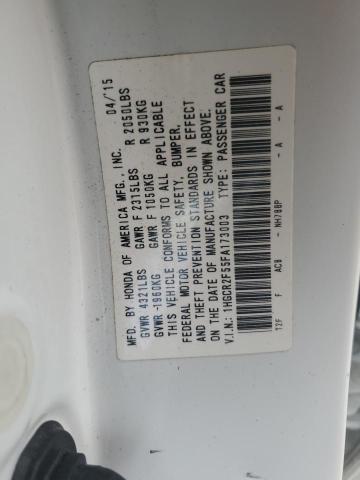 MFD. BY HONDA OF AMERICA MFG., INC. 04/15
GVWR 4321LBS GAWR F 2315LBS R 2050LBS
GVWR -1960KG GAWR F 1050KG R 930KG
THIS VEHICLE CONFORMS TO ALL APPLICABLE
FEDERAL MOTOR VEHICLE SAFETY, BUMPER,
AND THEFT PREVENTION STANDARDS IN EFFECT
ON THE DATE OF MANUFACTURE SHOWN ABOVE.
V.I.N.: 1HGCR2F55FA173003 TYPE: PASSENGER CAR
T2F F ACB - NH788P - A - A